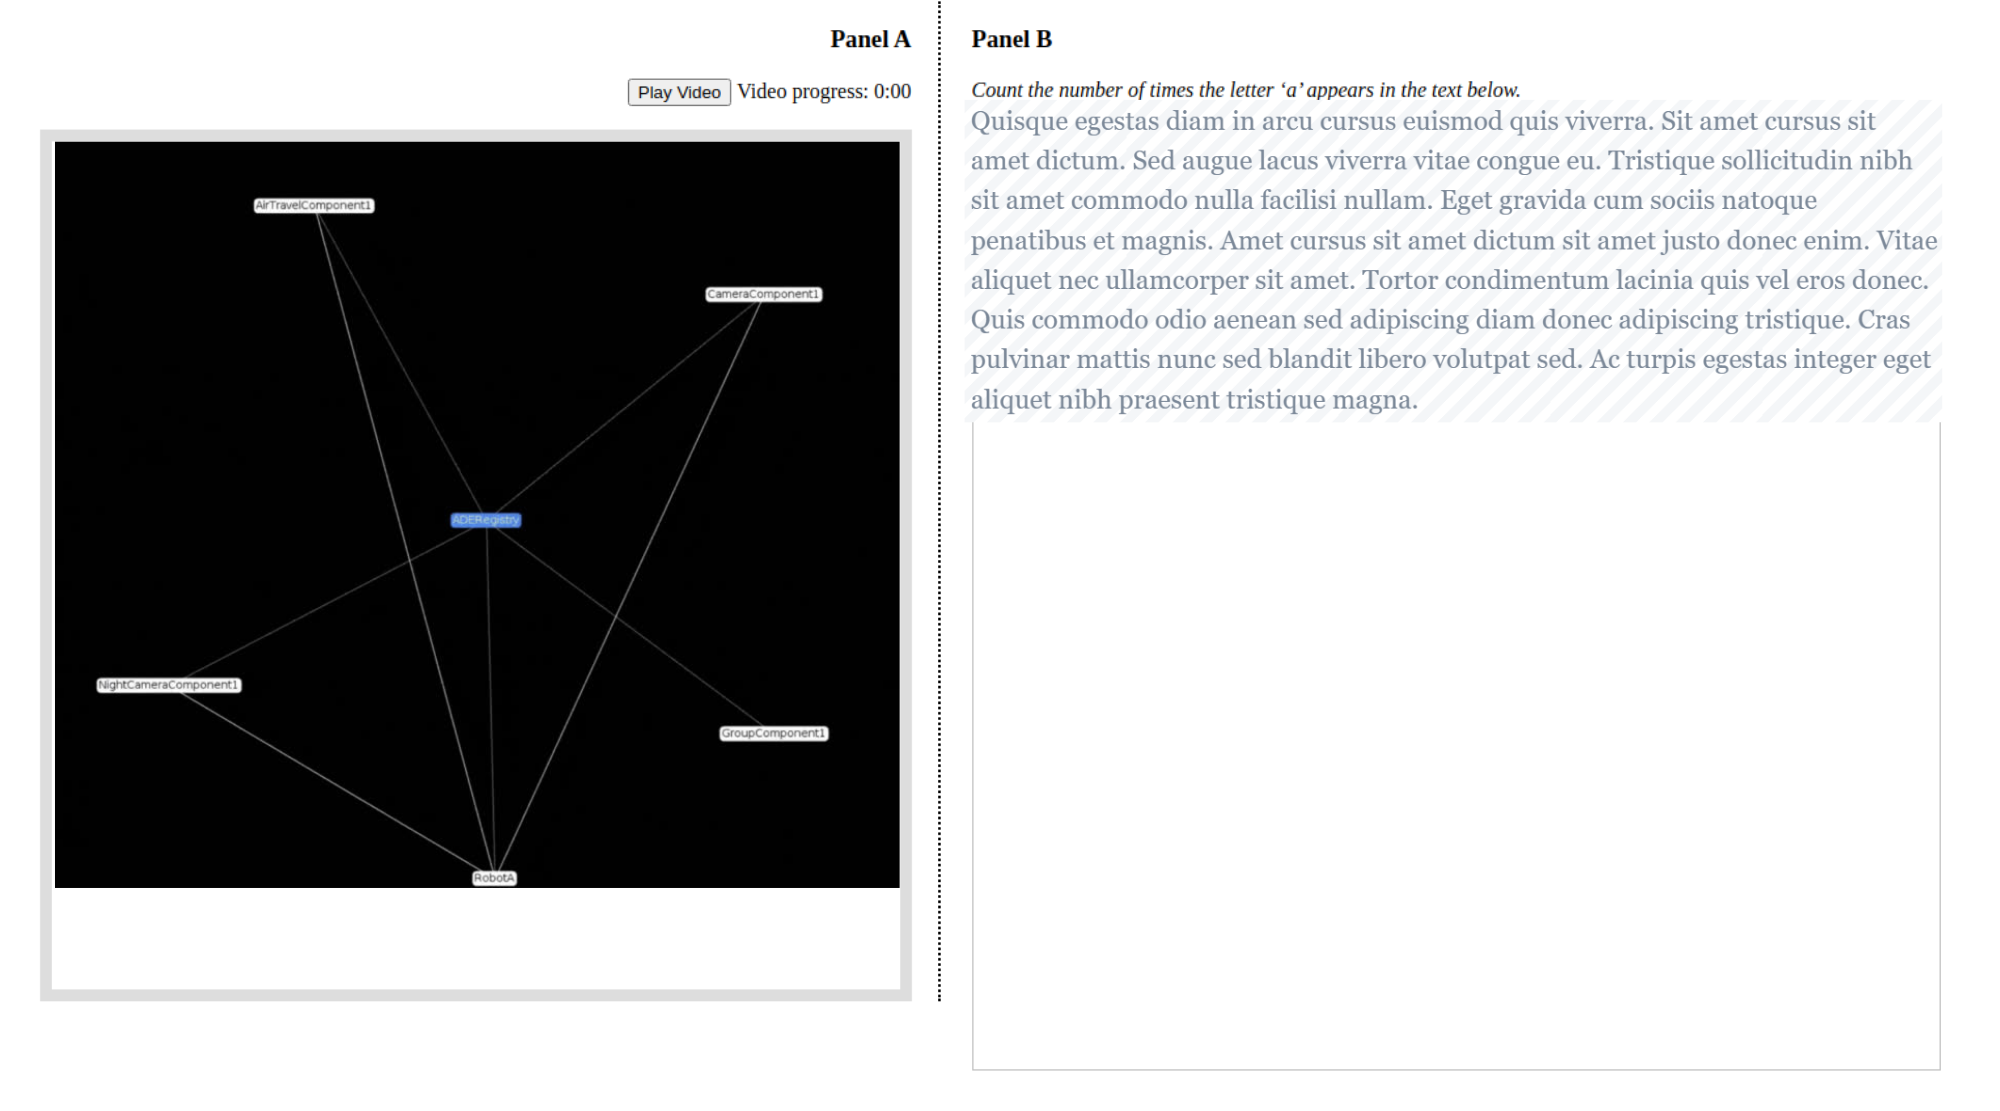 Panel A
Play Video Video progress: 0:00
AirTravelComponent1
CameraComponent1
ADERegistry
NightCameraComponent1
GroupComponent1
RobotA
Panel B
Count the number of times the letter ‘a’ appears in the text below.
Quisque egestas diam in arcu cursus euismod quis viverra. Sit amet cursus sit
amet dictum. Sed augue lacus viverra vitae congue eu. Tristique sollicitudin nibh
sit amet commodo nulla facilisi nullam. Eget gravida cum sociis natoque
penatibus et magnis. Amet cursus sit amet dictum sit amet justo donec enim. Vitae
aliquet nec ullamcorper sit amet. Tortor condimentum lacinia quis vel eros donec.
Quis commodo odio aenean sed adipiscing diam donec adipiscing tristique. Cras
pulvinar mattis nunc sed blandit libero volutpat sed. Ac turpis egestas integer eget
aliquet nibh praesent tristique magna.